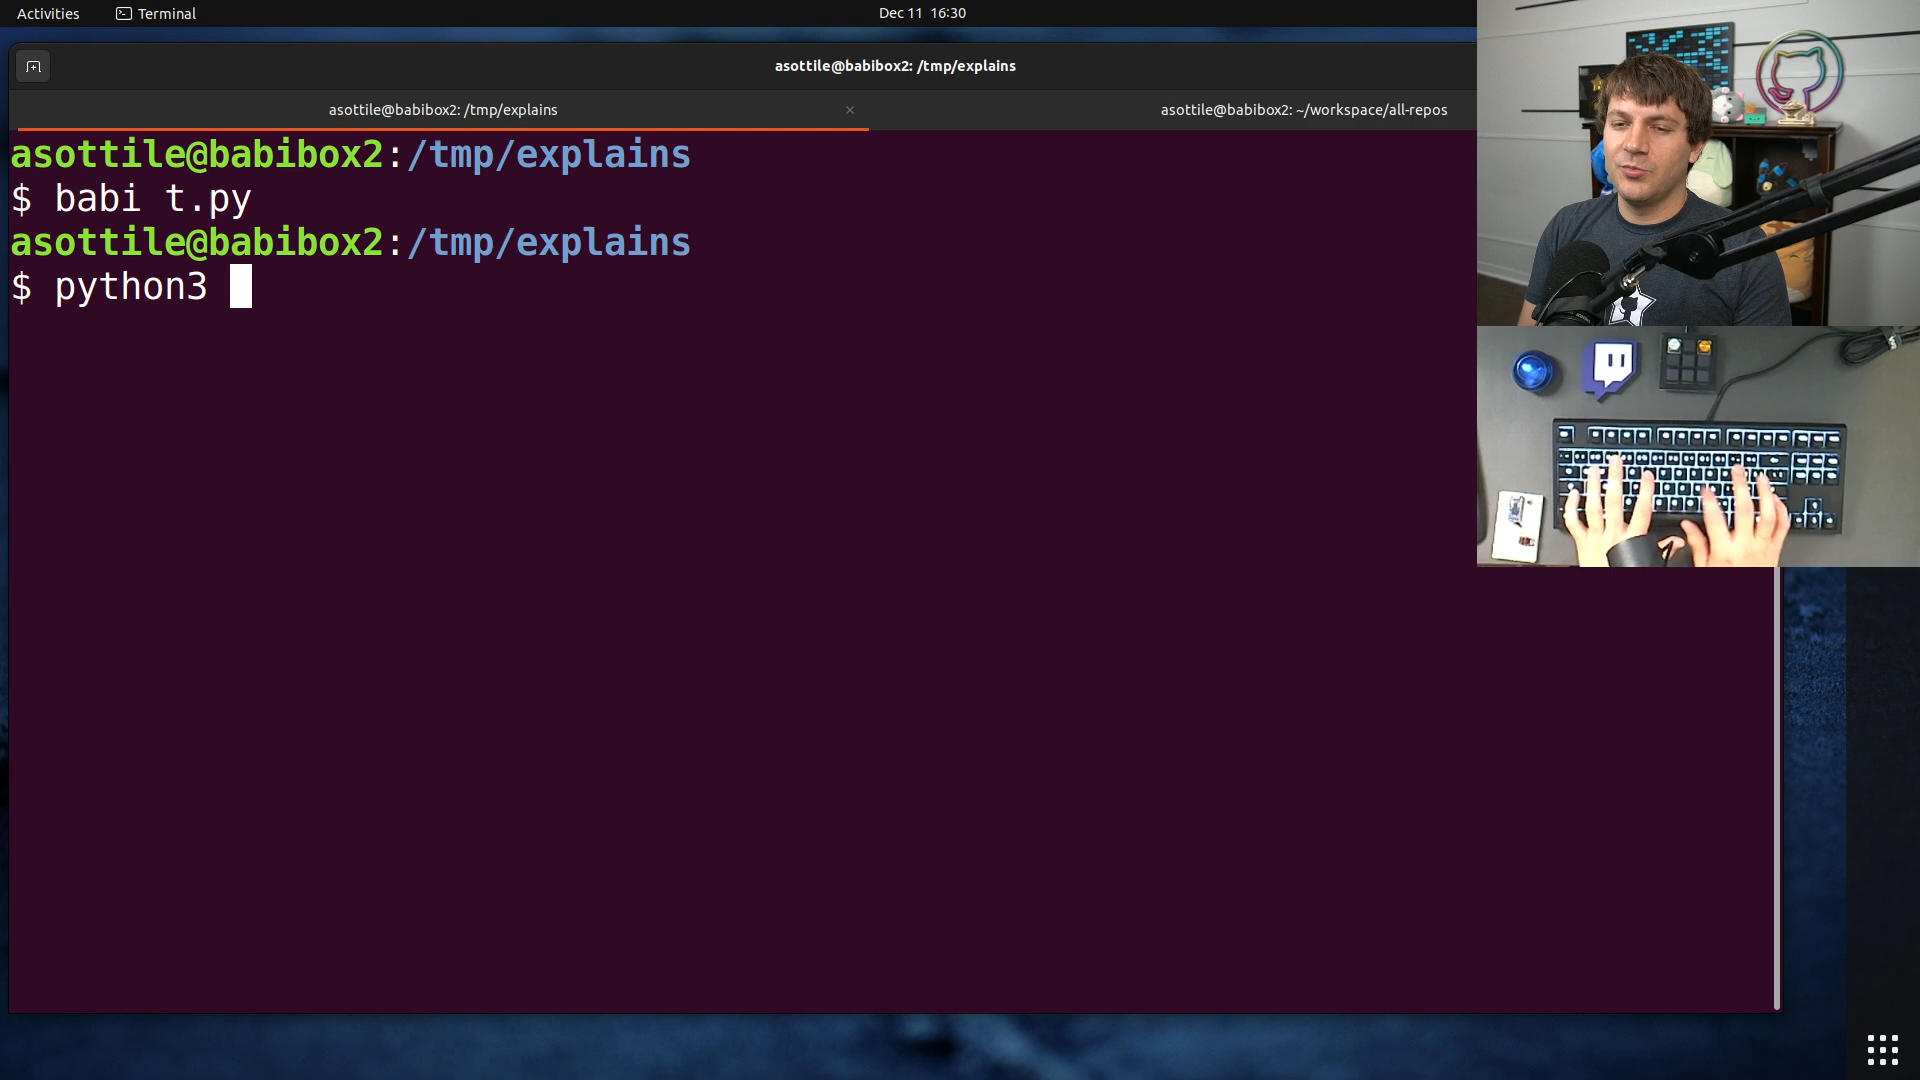 Activities
Terminal
Dec 11 16:30
asottile@babibox2: /tmp/explains
asottile@babibox2: /tmp/explains
×
asottile@babibox2: ~/workspace/all-repos
asottile@babibox2:/tmp/explains
$ babi t.py
asottile@babibox2:/tmp/explains
$ python3